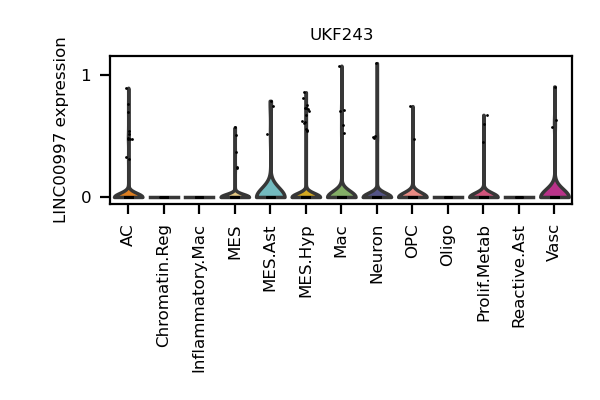 UKF243
LINC00997 expression
1
0
AC
Chromatin.Reg
Inflammatory.Mac
MES
MES.Ast
MES.Hyp
Mac
Neuron
OPC
Oligo
Prolif.Metab
Reactive.Ast
Vasc